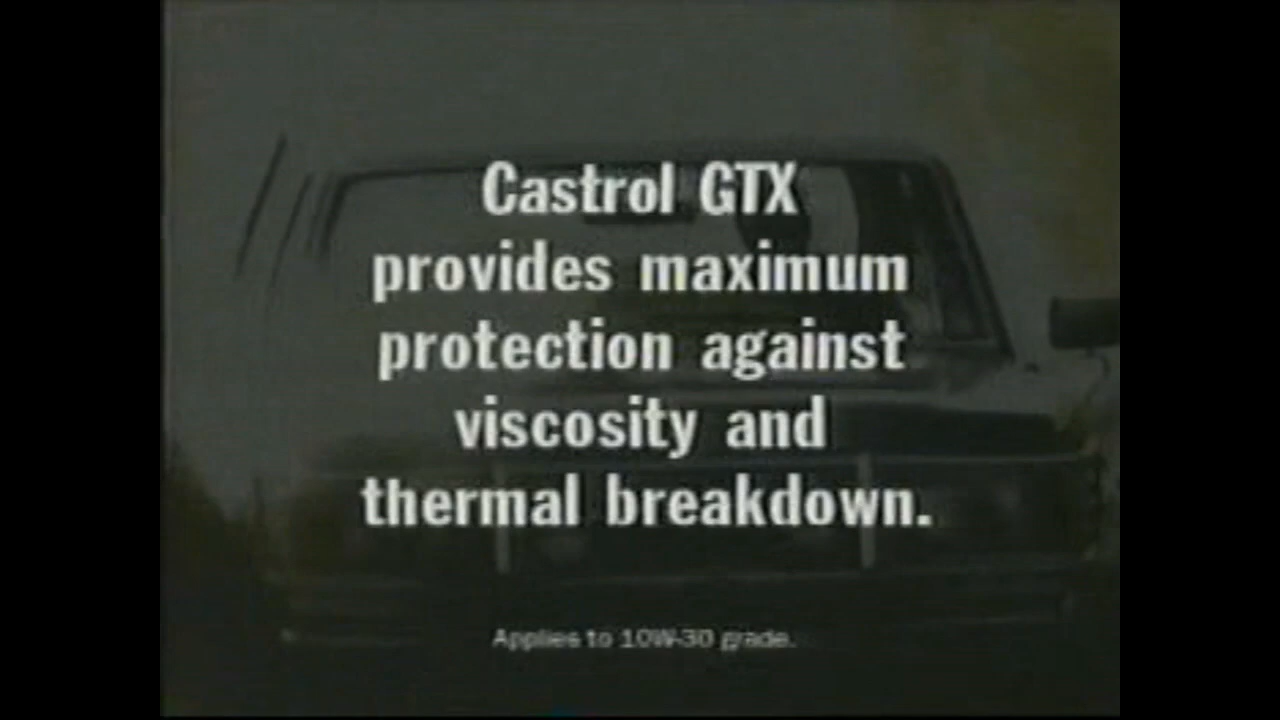 Castrol GTX
provides maximum
protection against
viscosity and
thermal breakdown.
Applies to 10W-30 grade.